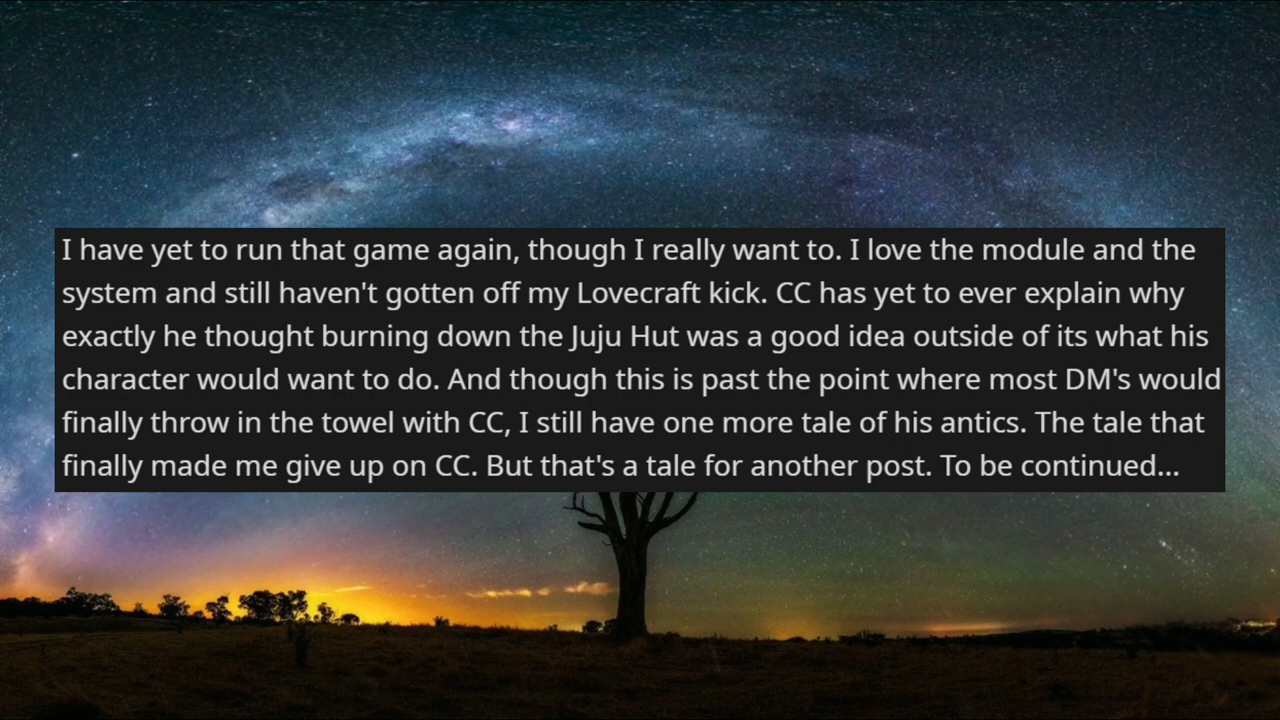 I have yet to run that game again, though I really want to. I love the module and the
system and still haven't gotten off my Lovecraft kick. CC has yet to ever explain why
exactly he thought burning down the Juju Hut was a good idea outside of its what his
character would want to do. And though this is past the point where most DM's would
finally throw in the towel with CC, I still have one more tale of his antics. The tale that
finally made me give up on CC. But that's a tale for another post. To be continued...